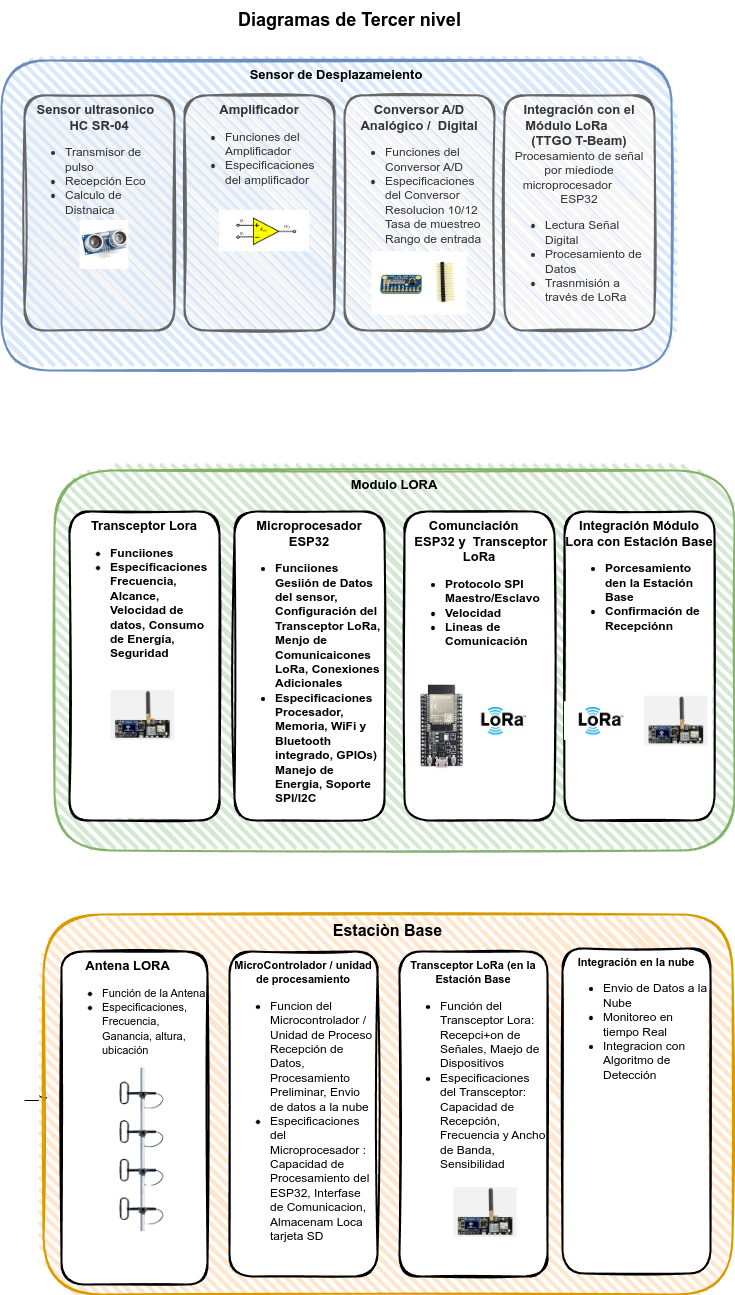 Diagramas de Tercer nivel
Sensor de Desplazameiento
Sensor ultrasonico
HC SR-04
• Transmisor de
pulso
• Recepción Eco
• Calculo de
Distnaica
Amplificador
• Funciones del
Amplificador
• Especificaciones
del amplificador
Conversor A/D
Analógico / Digital
• Funciones del
Conversor A/D
• Especificaciones
del Conversor
Resolucion 10/12
Tasa de muestreo
Rango de entrada
Integración con el
Módulo LoRa
(TTGO T-Beam)
Procesamiento de señal
por miediode
microprocesador
ESP32
• Lectura Señal
Digital
• Procesamiento de
Datos
• Trasnmisión a
través de LoRa
Modulo LORA
Transceptor Lora
• Funciiones
• Especificaciones
Frecuencia,
Alcance,
Velocidad de
datos, Consumo
de Energía,
Seguridad
Microprocesador
ESP32
• Funciiones
Gesiión de Datos
del sensor,
Configuración del
Transceptor LoRa,
Menjo de
Comunicaicones
LoRa, Conexiones
Adicionales
• Especificaciones
Procesador,
Memoria, WiFi y
Bluetooth
integrado, GPIOs)
Manejo de
Energia, Soporte
SPI/I2C
Comunciación
ESP32 y Transceptor
LoRa
• Protocolo SPI
Maestro/Esclavo
• Velocidad
• Lineas de
Comunicación
LoRa
Integración Módulo
Lora con Estación Base
• Porcesamiento
den la Estación
Base
• Confirmación de
Recepciónn
LoRa
Estaciòn Base
Antena LORA
• Función de la Antena
• Especificaciones,
Frecuencia,
Ganancia, altura,
ubicación
MicroControlador / unidad
de procesamiento
• Funcion del
Microcontrolador /
Unidad de Proceso
Recepción de
Datos,
Procesamiento
Preliminar, Envio
de datos a la nube
• Especificaciones
del
Microprocesador :
Capacidad de
Procesamiento del
ESP32, Interfase
de Comunicacion,
Almacenam Loca
tarjeta SD
Transceptor LoRa (en la
Estación Base
• Función del
Transceptor Lora:
Recepci+on de
Señales, Maejo de
Dispositivos
• Especificaciones
del Transceptor:
Capacidad de
Recepción,
Frecuencia y Ancho
de Banda,
Sensibilidad
Integración en la nube
• Envio de Datos a la
Nube
• Monitoreo en
tiempo Real
• Integracion con
Algoritmo de
Detección